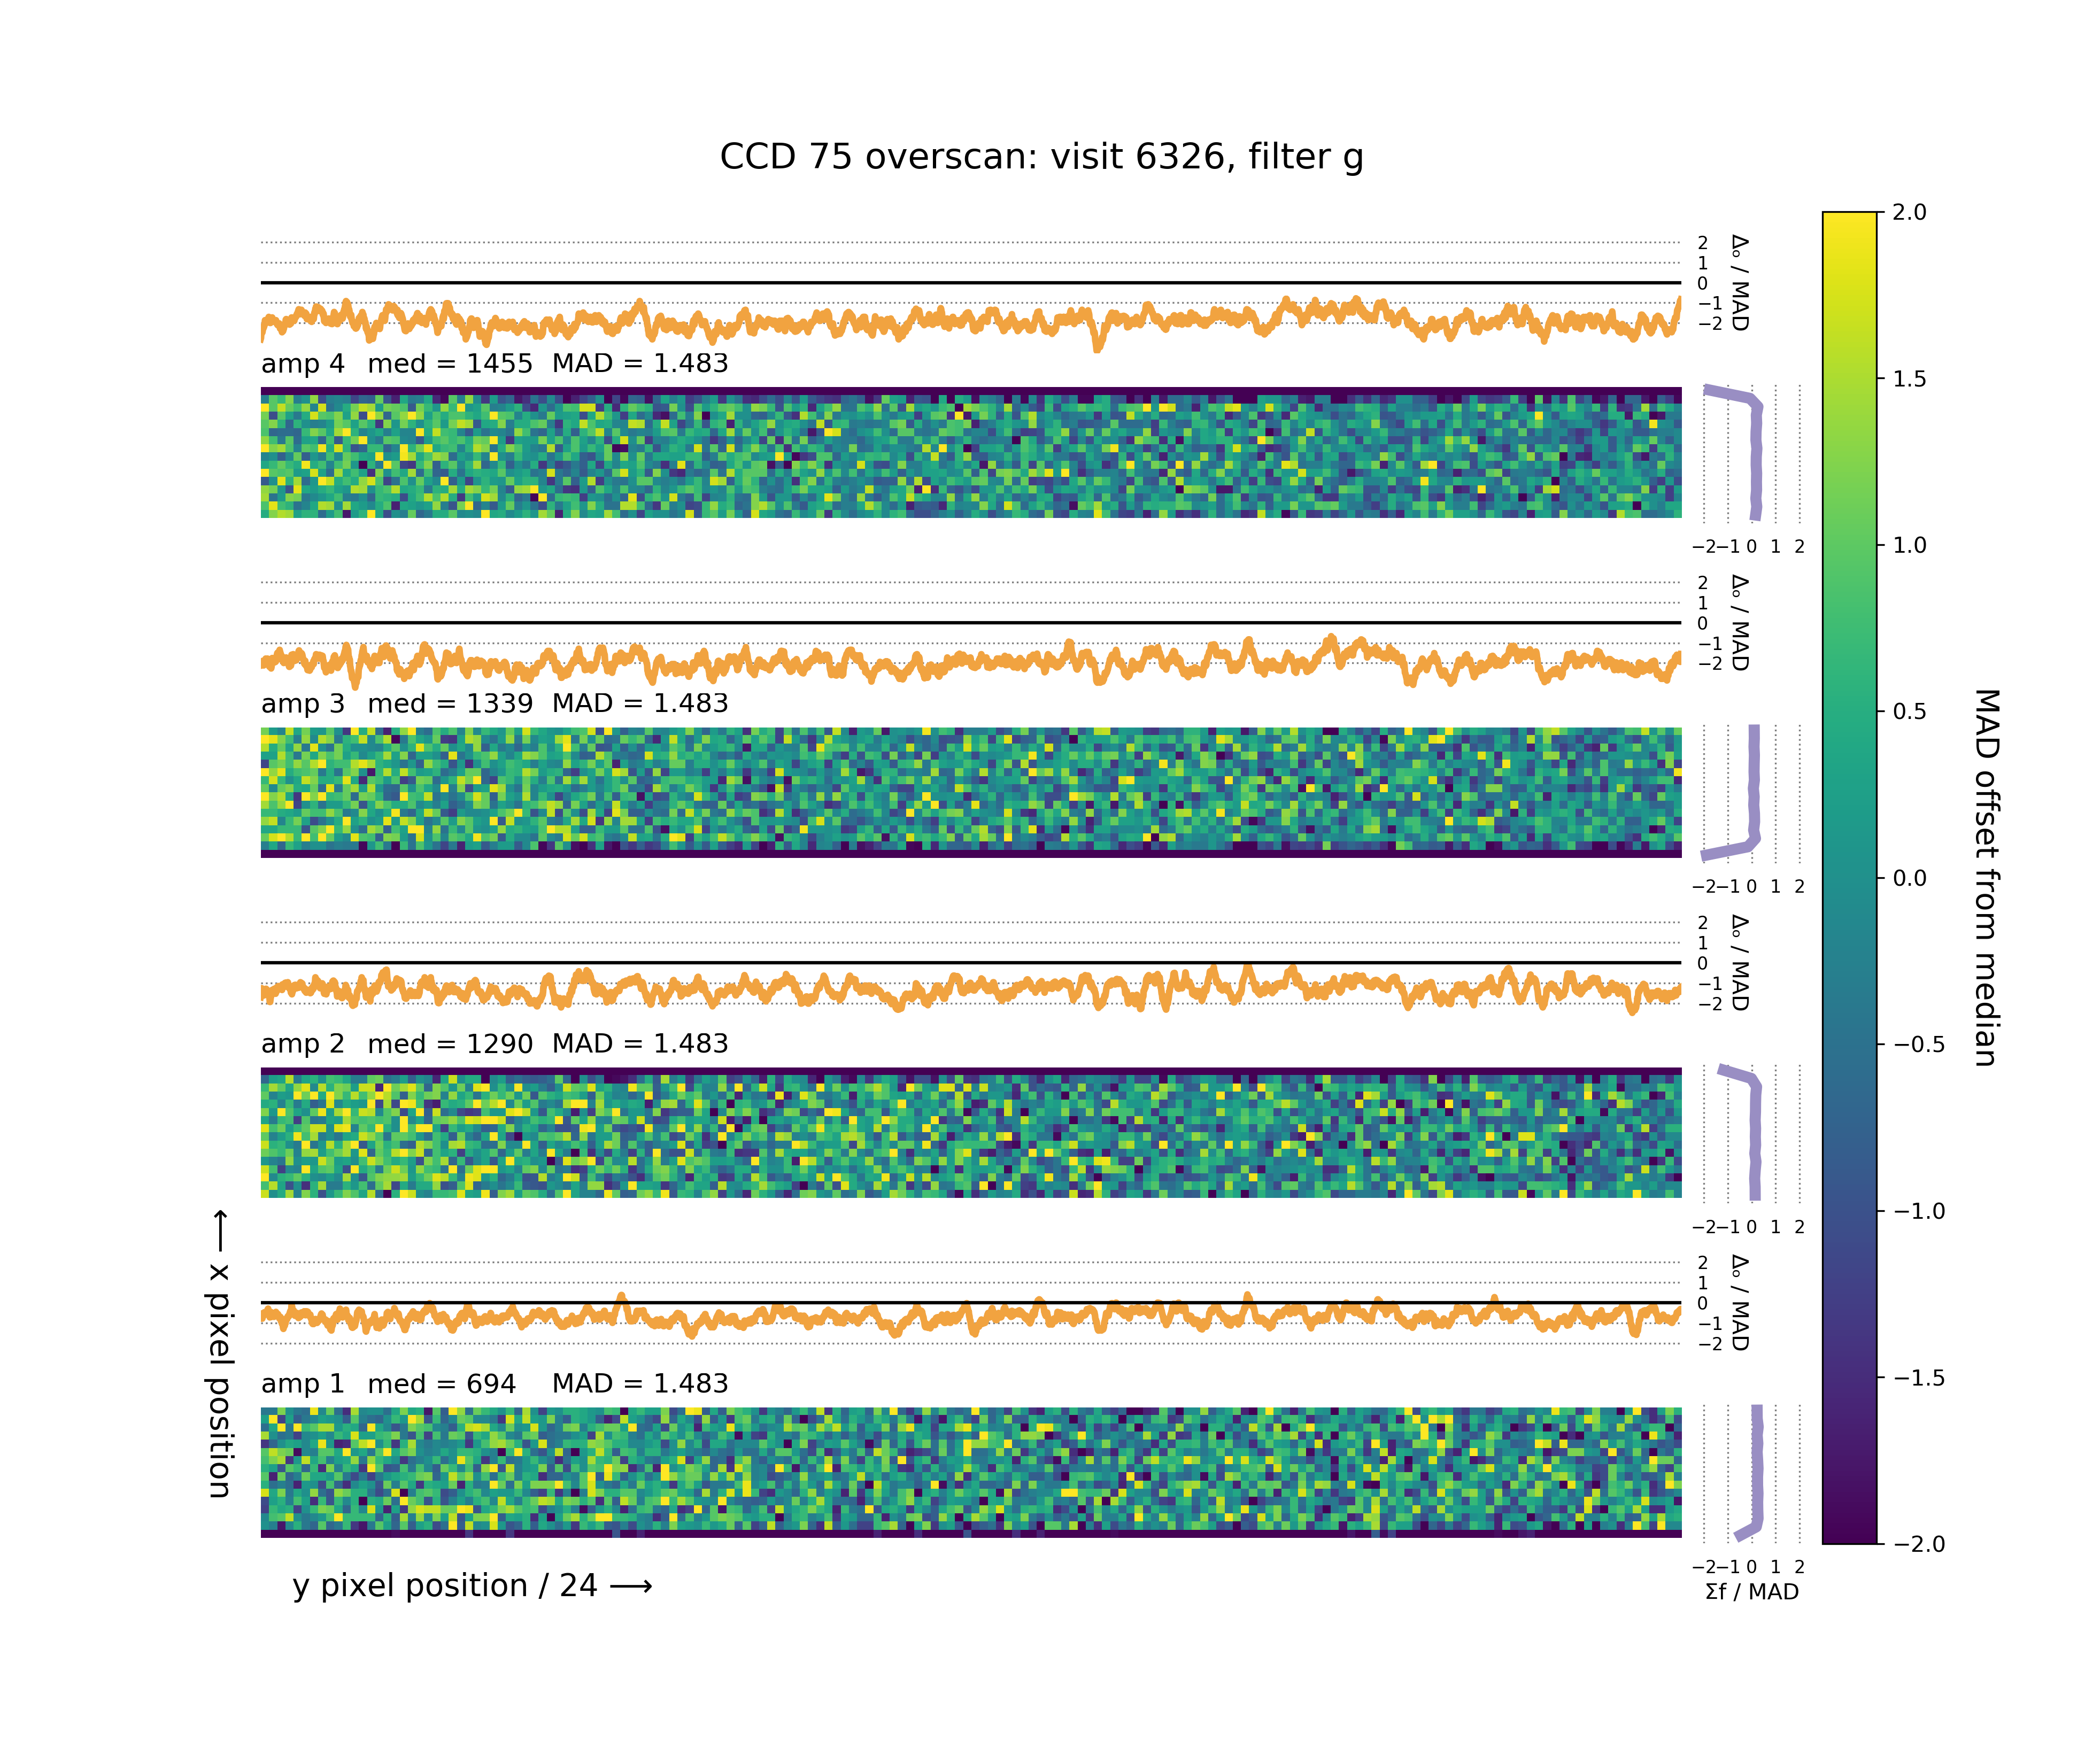 CCD 75 overscan: visit 6326, filter g
2
1
0
−1
−2
Δₒ / MAD
amp 4 med = 1455 MAD = 1.483
−2 −1 0 1 2
2
1
0
−1
−2
Δₒ / MAD
amp 3 med = 1339 MAD = 1.483
−2 −1 0 1 2
2
1
0
−1
−2
Δₒ / MAD
amp 2 med = 1290 MAD = 1.483
−2 −1 0 1 2
2
1
0
−1
−2
Δₒ / MAD
amp 1 med = 694 MAD = 1.483
−2 −1 0 1 2
Σf / MAD
x pixel position ⟶
y pixel position / 24 ⟶
2.0
1.5
1.0
0.5
0.0
−0.5
−1.0
−1.5
−2.0
MAD offset from median